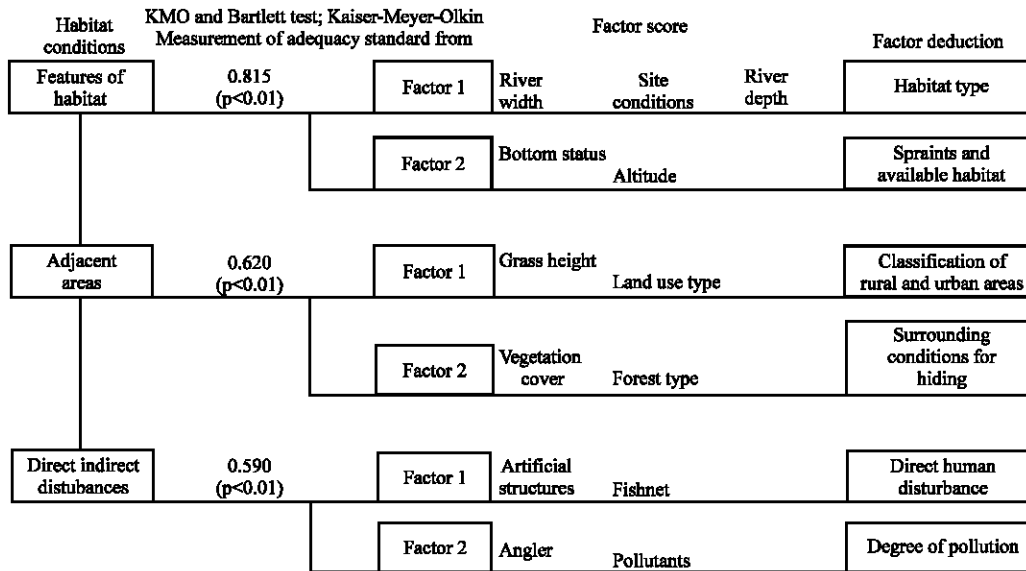 Habitat
conditions
KMO and Bartlett test; Kaiser-Meyer-Olkin
Measurement of adequacy standard from
Factor score
Factor deduction
Features of
habitat
0.815
(p<0.01)
Factor 1
River
width
Site
conditions
River
depth
Habitat type
Factor 2
Bottom status
Altitude
Spraints and
available habitat
Adjacent
areas
0.620
(p<0.01)
Factor 1
Grass height
Land use type
Classification of
rural and urban areas
Factor 2
Vegetation
cover
Forest type
Surrounding
conditions for
hiding
Direct indirect
distubances
0.590
(p<0.01)
Factor 1
Artificial
structures
Fishnet
Direct human
disturbance
Factor 2
Angler
Pollutants
Degree of pollution